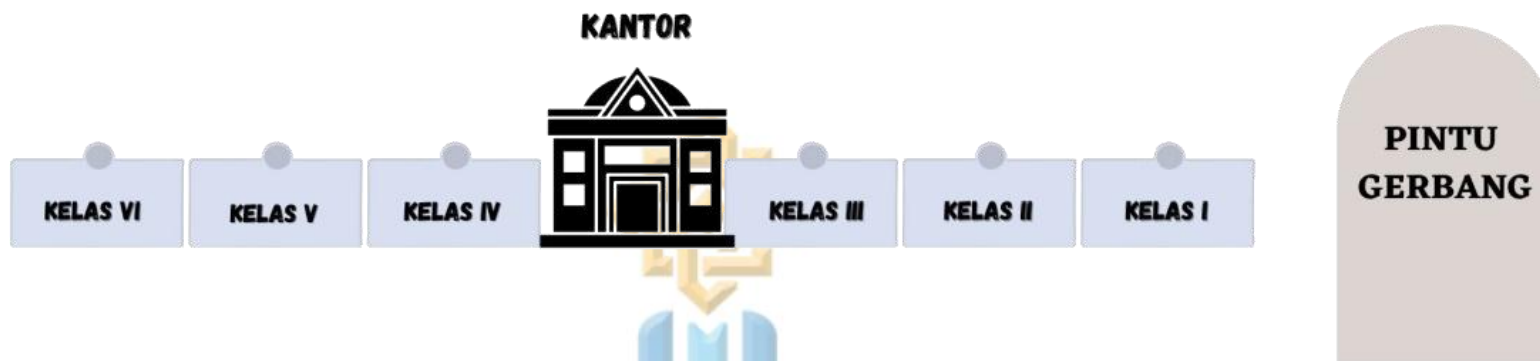 KANTOR
KELAS VI
KELAS V
KELAS IV
KELAS III
KELAS II
KELAS I
PINTU
GERBANG